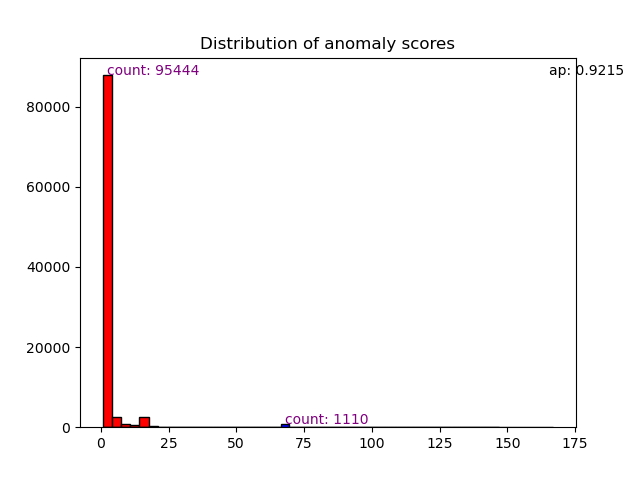 Distribution of anomaly scores
count: 95444
ap: 0.9215
80000
60000
40000
20000
0
count: 1110
0 25 50 75 100 125 150 175